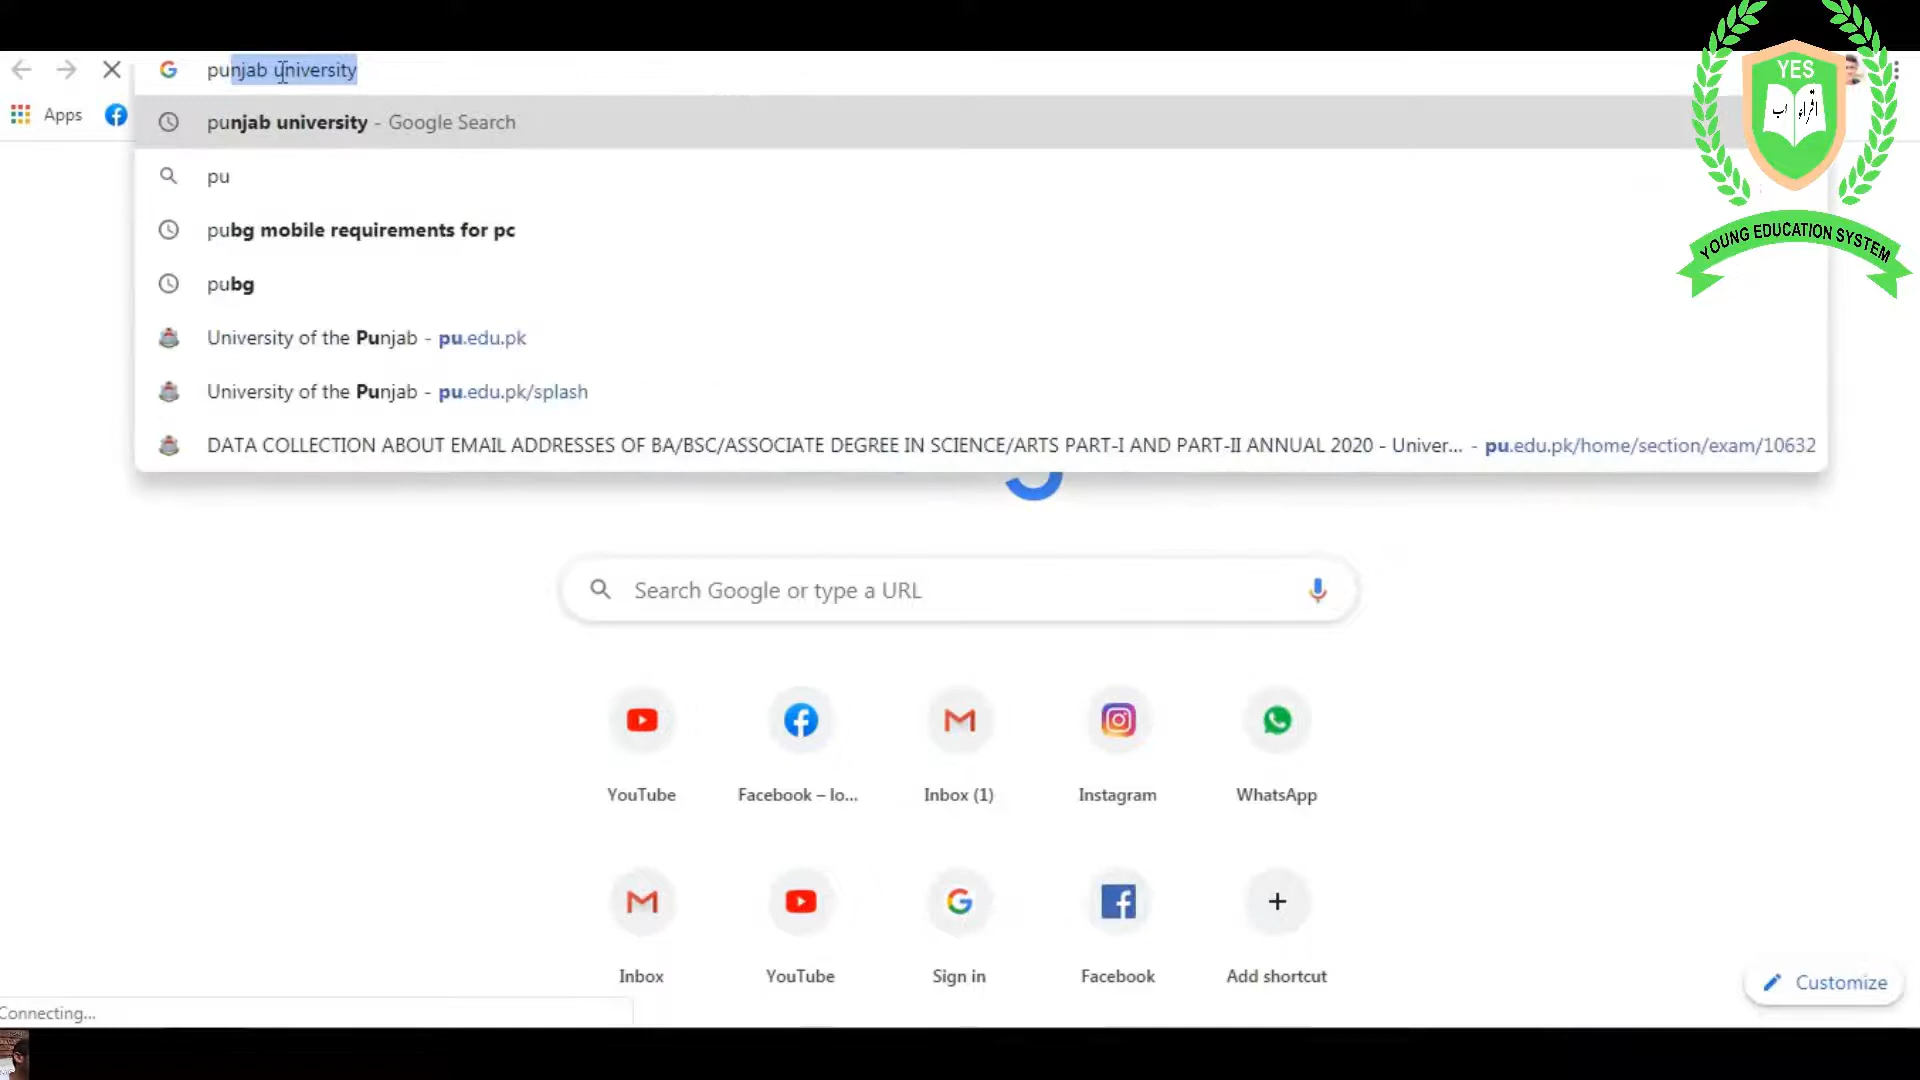 punjab university
Apps
punjab university - Google Search
pu
pubg mobile requirements for pc
pubg
University of the Punjab - pu.edu.pk
University of the Punjab - pu.edu.pk/splash
DATA COLLECTION ABOUT EMAIL ADDRESSES OF BA/BSC/ASSOCIATE DEGREE IN SCIENCE/ARTS PART-I AND PART-II ANNUAL 2020 - Univer... - pu.edu.pk/home/section/exam/10632
YES
YOUNG EDUCATION SYSTEM
Search Google or type a URL
YouTube
Facebook – lo...
Inbox (1)
Instagram
WhatsApp
Inbox
YouTube
Sign in
Facebook
Add shortcut
Customize
Connecting...